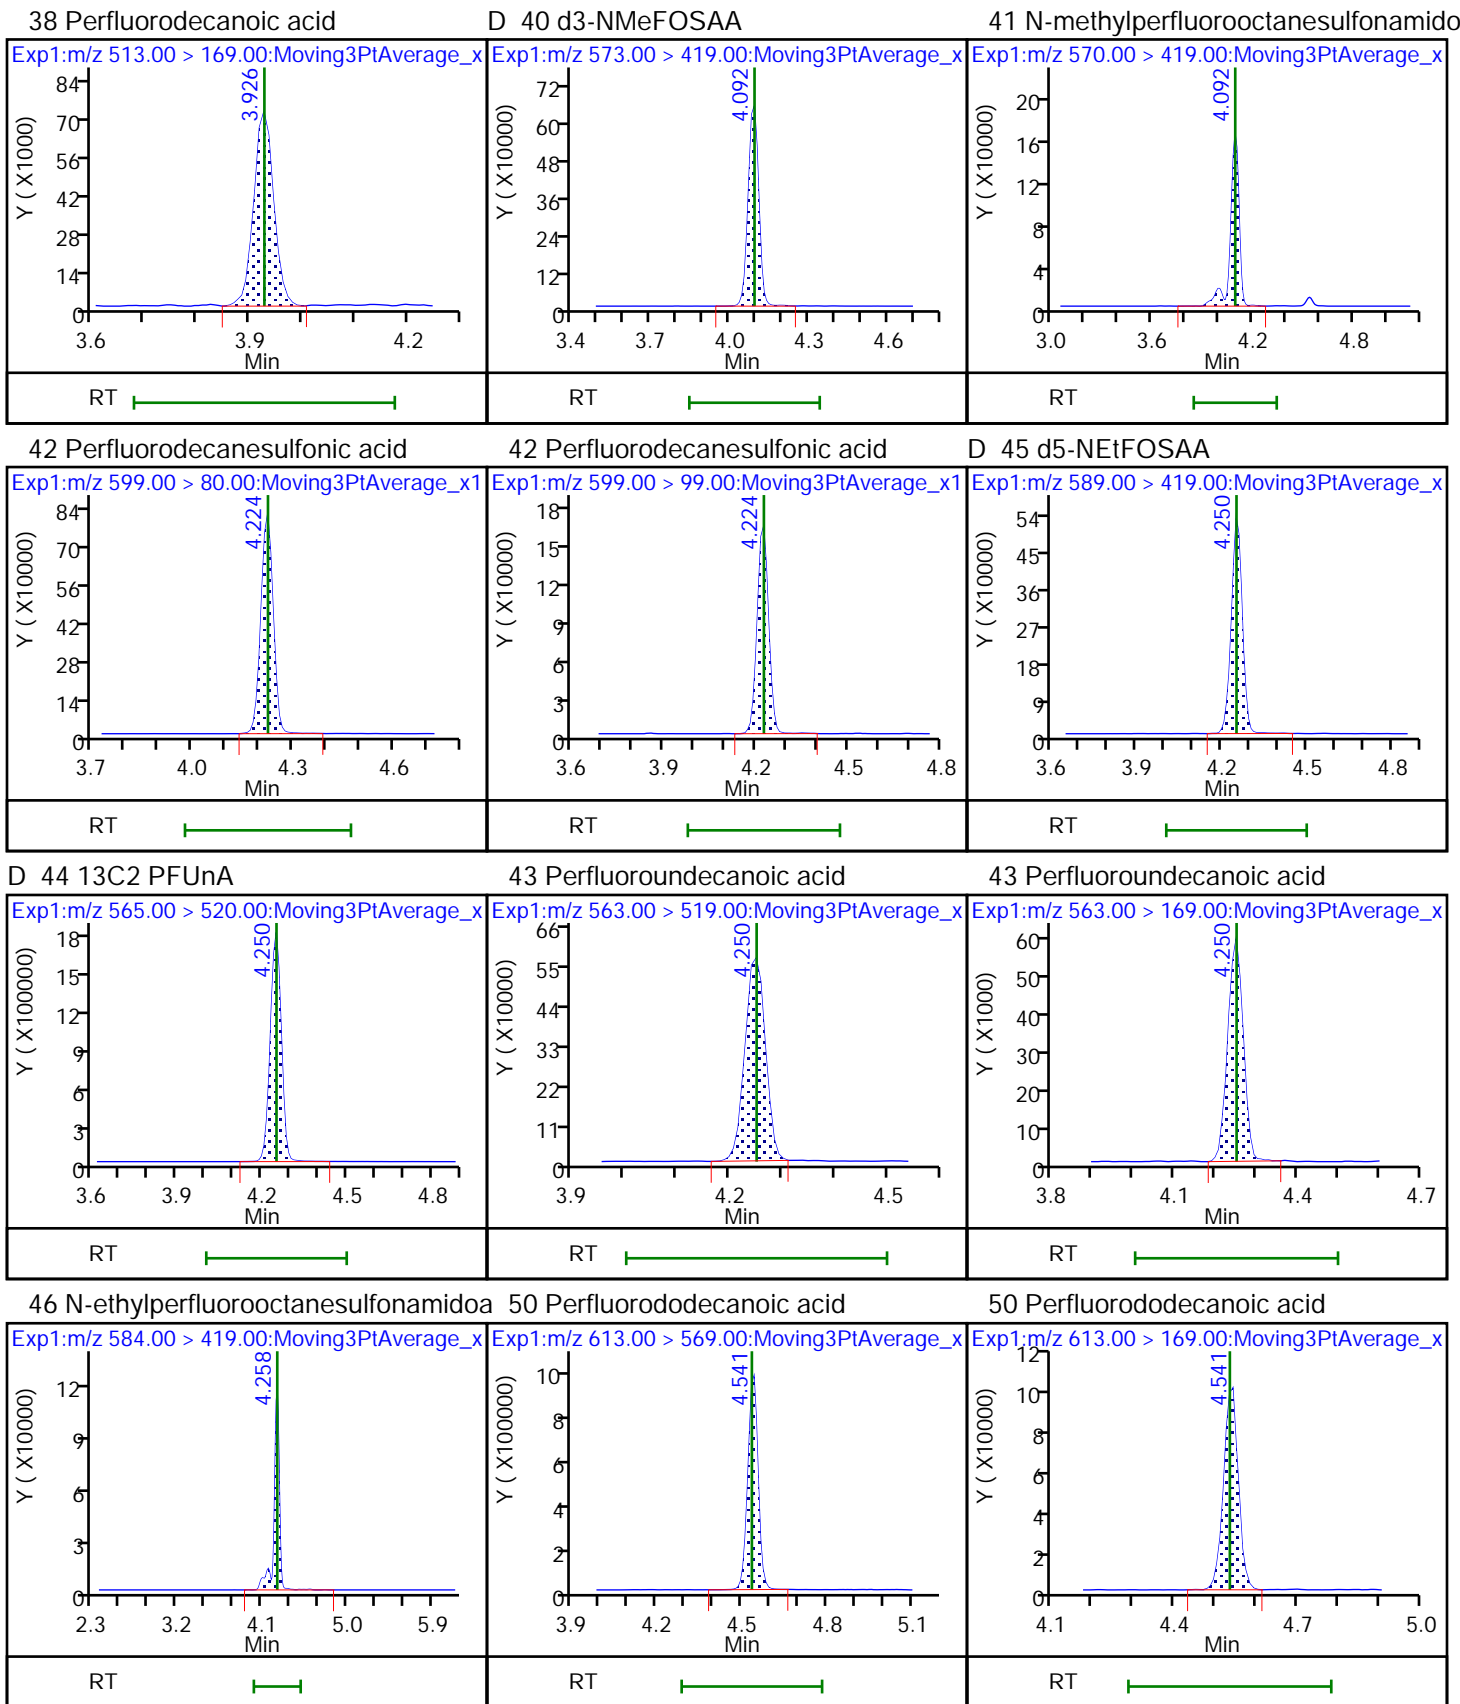 38 Perfluorodecanoic acid
Exp1:m/z 513.00 > 169.00:Moving3PtAverage_x
Y ( X1000)
84
70
56
42
28
14
0
3.926
3.6 3.9 4.2
Min
RT
D 40 d3-NMeFOSAA
Exp1:m/z 573.00 > 419.00:Moving3PtAverage_x
Y ( X10000)
72
60
48
36
24
12
0
4.092
3.4 3.7 4.0 4.3 4.6
Min
RT
41 N-methylperfluorooctanesulfonamido
Exp1:m/z 570.00 > 419.00:Moving3PtAverage_x
Y ( X10000)
20
16
12
8
4
0
4.092
3.0 3.6 4.2 4.8
Min
RT
42 Perfluorodecanesulfonic acid
Exp1:m/z 599.00 > 80.00:Moving3PtAverage_x1
Y ( X10000)
84
70
56
42
28
14
0
4.224
3.7 4.0 4.3 4.6
Min
RT
42 Perfluorodecanesulfonic acid
Exp1:m/z 599.00 > 99.00:Moving3PtAverage_x1
Y ( X10000)
18
15
12
9
6
3
0
4.224
3.6 3.9 4.2 4.5 4.8
Min
RT
D 45 d5-NEtFOSAA
Exp1:m/z 589.00 > 419.00:Moving3PtAverage_x
Y ( X10000)
54
45
36
27
18
9
0
4.250
3.6 3.9 4.2 4.5 4.8
Min
RT
D 44 13C2 PFUnA
Exp1:m/z 565.00 > 520.00:Moving3PtAverage_x
Y ( X100000)
18
15
12
9
6
3
0
4.250
3.6 3.9 4.2 4.5 4.8
Min
RT
43 Perfluoroundecanoic acid
Exp1:m/z 563.00 > 519.00:Moving3PtAverage_x
Y ( X10000)
66
55
44
33
22
11
0
4.250
3.9 4.2 4.5
Min
RT
43 Perfluoroundecanoic acid
Exp1:m/z 563.00 > 169.00:Moving3PtAverage_x
Y ( X1000)
60
50
40
30
20
10
0
4.250
3.8 4.1 4.4 4.7
Min
RT
46 N-ethylperfluorooctanesulfonamidoa
Exp1:m/z 584.00 > 419.00:Moving3PtAverage_x
Y ( X10000)
12
9
6
3
0
4.258
2.3 3.2 4.1 5.0 5.9
Min
RT
50 Perfluorododecanoic acid
Exp1:m/z 613.00 > 569.00:Moving3PtAverage_x
Y ( X100000)
10
8
6
4
2
0
4.541
3.9 4.2 4.5 4.8 5.1
Min
RT
50 Perfluorododecanoic acid
Exp1:m/z 613.00 > 169.00:Moving3PtAverage_x
Y ( X10000)
12
10
8
6
4
2
0
4.541
4.1 4.4 4.7 5.0
Min
RT